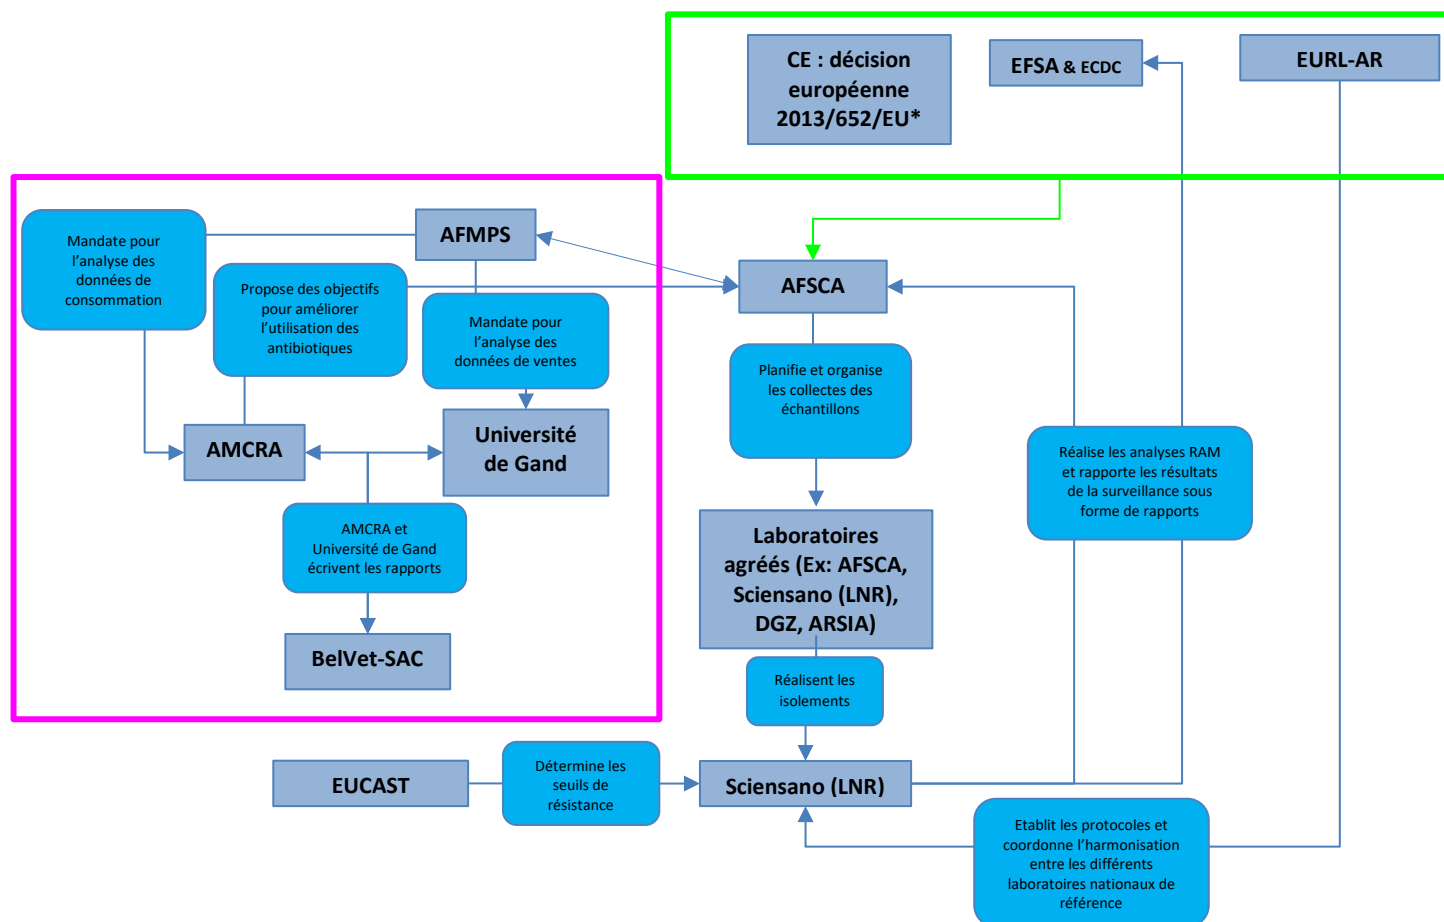 CE : décision
européenne
2013/652/EU*
EFSA & ECDC
EURL-AR
Mandate pour
l'analyse des
données de
consommation
AFMPS
Propose des objectifs
pour améliorer
l'utilisation des
antibiotiques
Mandate pour
l'analyse des
données de ventes
AFSCA
Planifie et organise
les collectes des
échantillons
AMCRA
Université
de Gand
Réalise les analyses RAM
et rapporte les résultats
de la surveillance sous
forme de rapports
AMCRA et
Université de Gand
écrivent les rapports
Laboratoires
agréés (Ex: AFSCA,
Sciensano (LNR),
DGZ, ARSIA)
BelVet-SAC
Réalisent les
isolements
EUCAST
Détermine les
seuils de
résistance
Sciensano (LNR)
Etablit les protocoles et
coordonne l'harmonisation
entre les différents
laboratoires nationaux de
référence